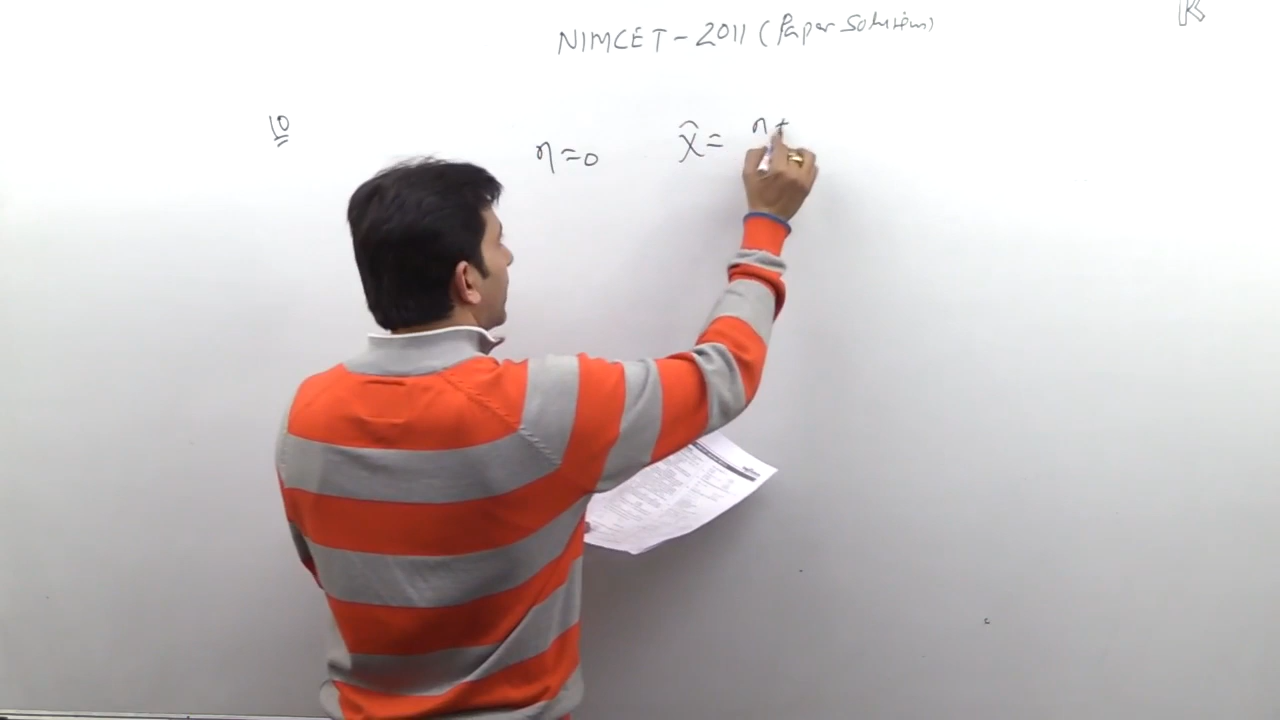 NIMCET-2011 (Paper Solution)
R
10
η=0
x̂= η+